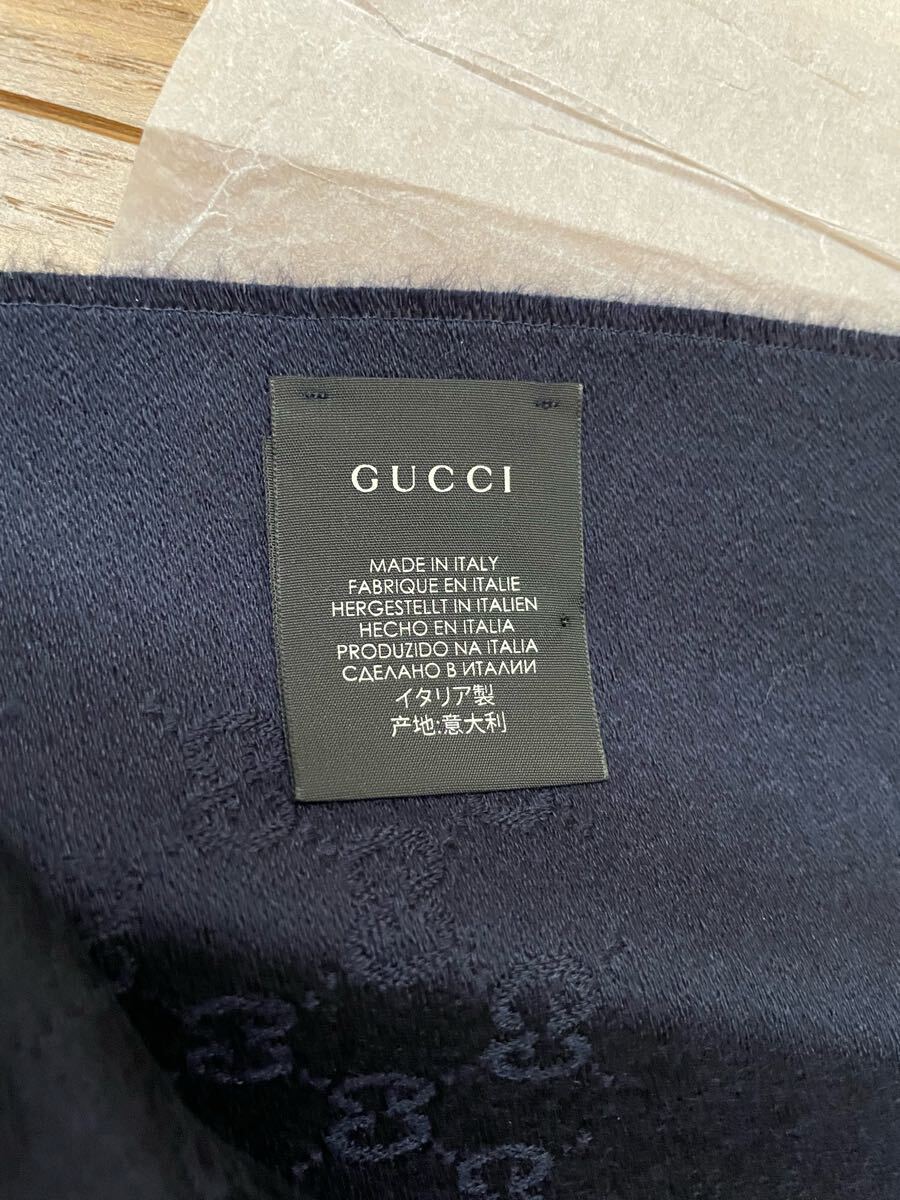 GUCCI
MADE IN ITALY
FABRIQUE EN ITALIE
HERGESTELLT IN ITALIEN
HECHO EN ITALIA
PRODUZIDO NA ITALIA
СДЕЛАНО В ИТАЛИИ
イタリア製
产地:意大利